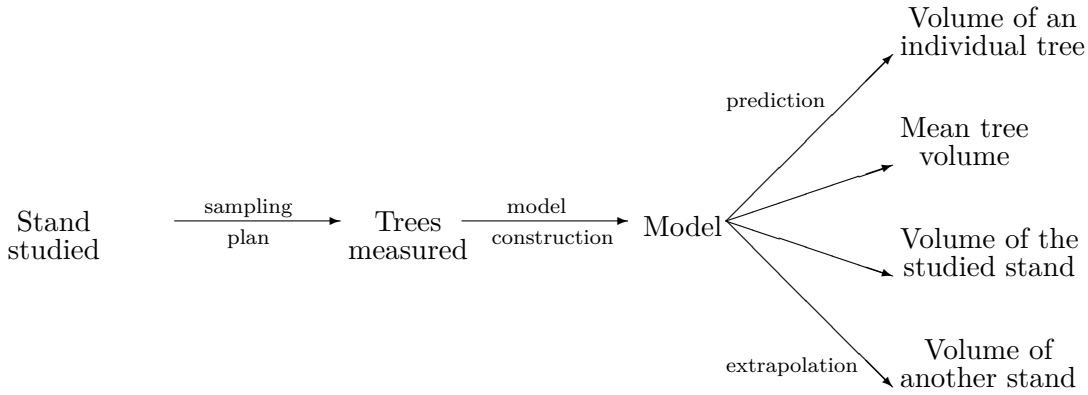 Stand
studied
sampling
plan
Trees
measured
model
construction
Model
prediction
extrapolation
Volume of an
individual tree
Mean tree
volume
Volume of the
studied stand
Volume of
another stand